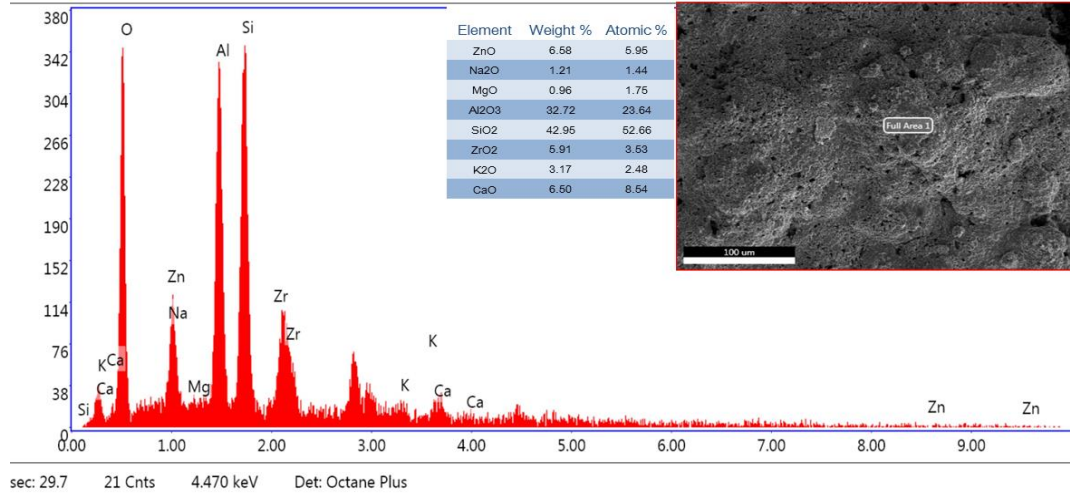 380
342
304
266
228
190
152
114
76
38
0
O
Al
Si
Zn
Na
Zr
Zr
K
Ca
K
Ca
Si
Mg
K
K
Ca
Ca
Zn
Zn
0.00 1.00 2.00 3.00 4.00 5.00 6.00 7.00 8.00 9.00
Element Weight % Atomic %
ZnO 6.58 5.95
Na2O 1.21 1.44
MgO 0.96 1.75
Al2O3 32.72 23.64
SiO2 42.95 52.66
ZrO2 5.91 3.53
K2O 3.17 2.48
CaO 6.50 8.54
Full Area 1
100 um
sec: 29.7 21 Cnts 4.470 keV Det: Octane Plus